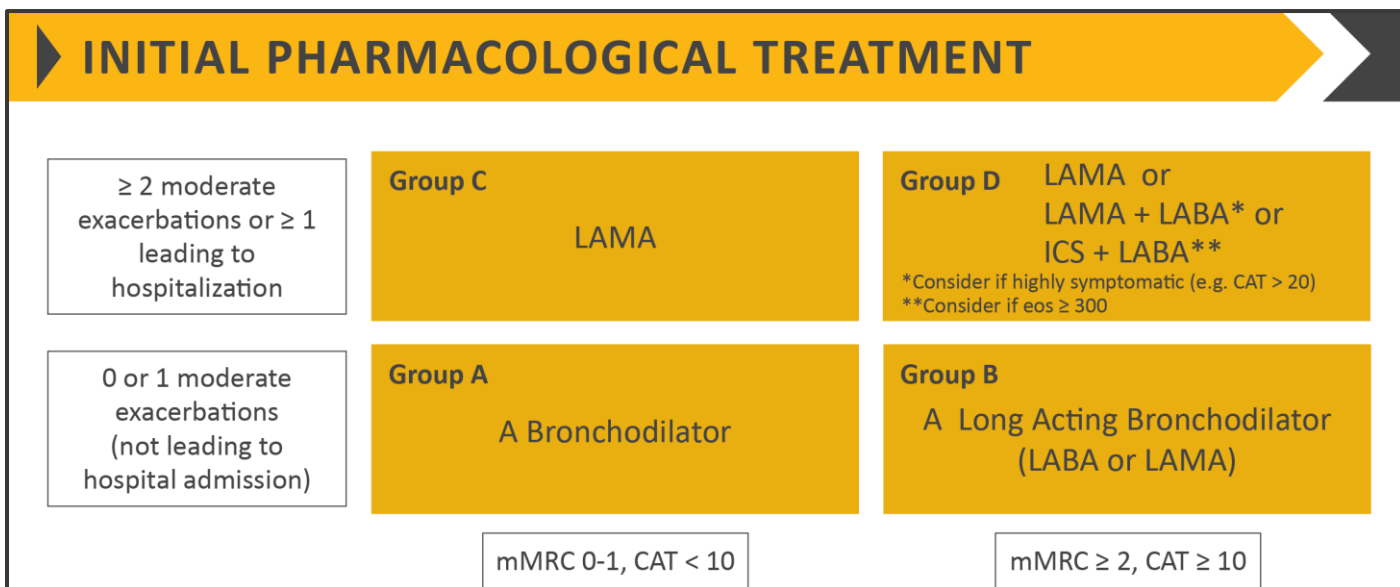 INITIAL PHARMACOLOGICAL TREATMENT
≥ 2 moderate
exacerbations or ≥ 1
leading to
hospitalization
Group C
LAMA
Group D
LAMA or
LAMA + LABA* or
ICS + LABA**
*Consider if highly symptomatic (e.g. CAT > 20)
**Consider if eos ≥ 300
0 or 1 moderate
exacerbations
(not leading to
hospital admission)
Group A
A Bronchodilator
Group B
A Long Acting Bronchodilator
(LABA or LAMA)
mMRC 0-1, CAT < 10
mMRC ≥ 2, CAT ≥ 10